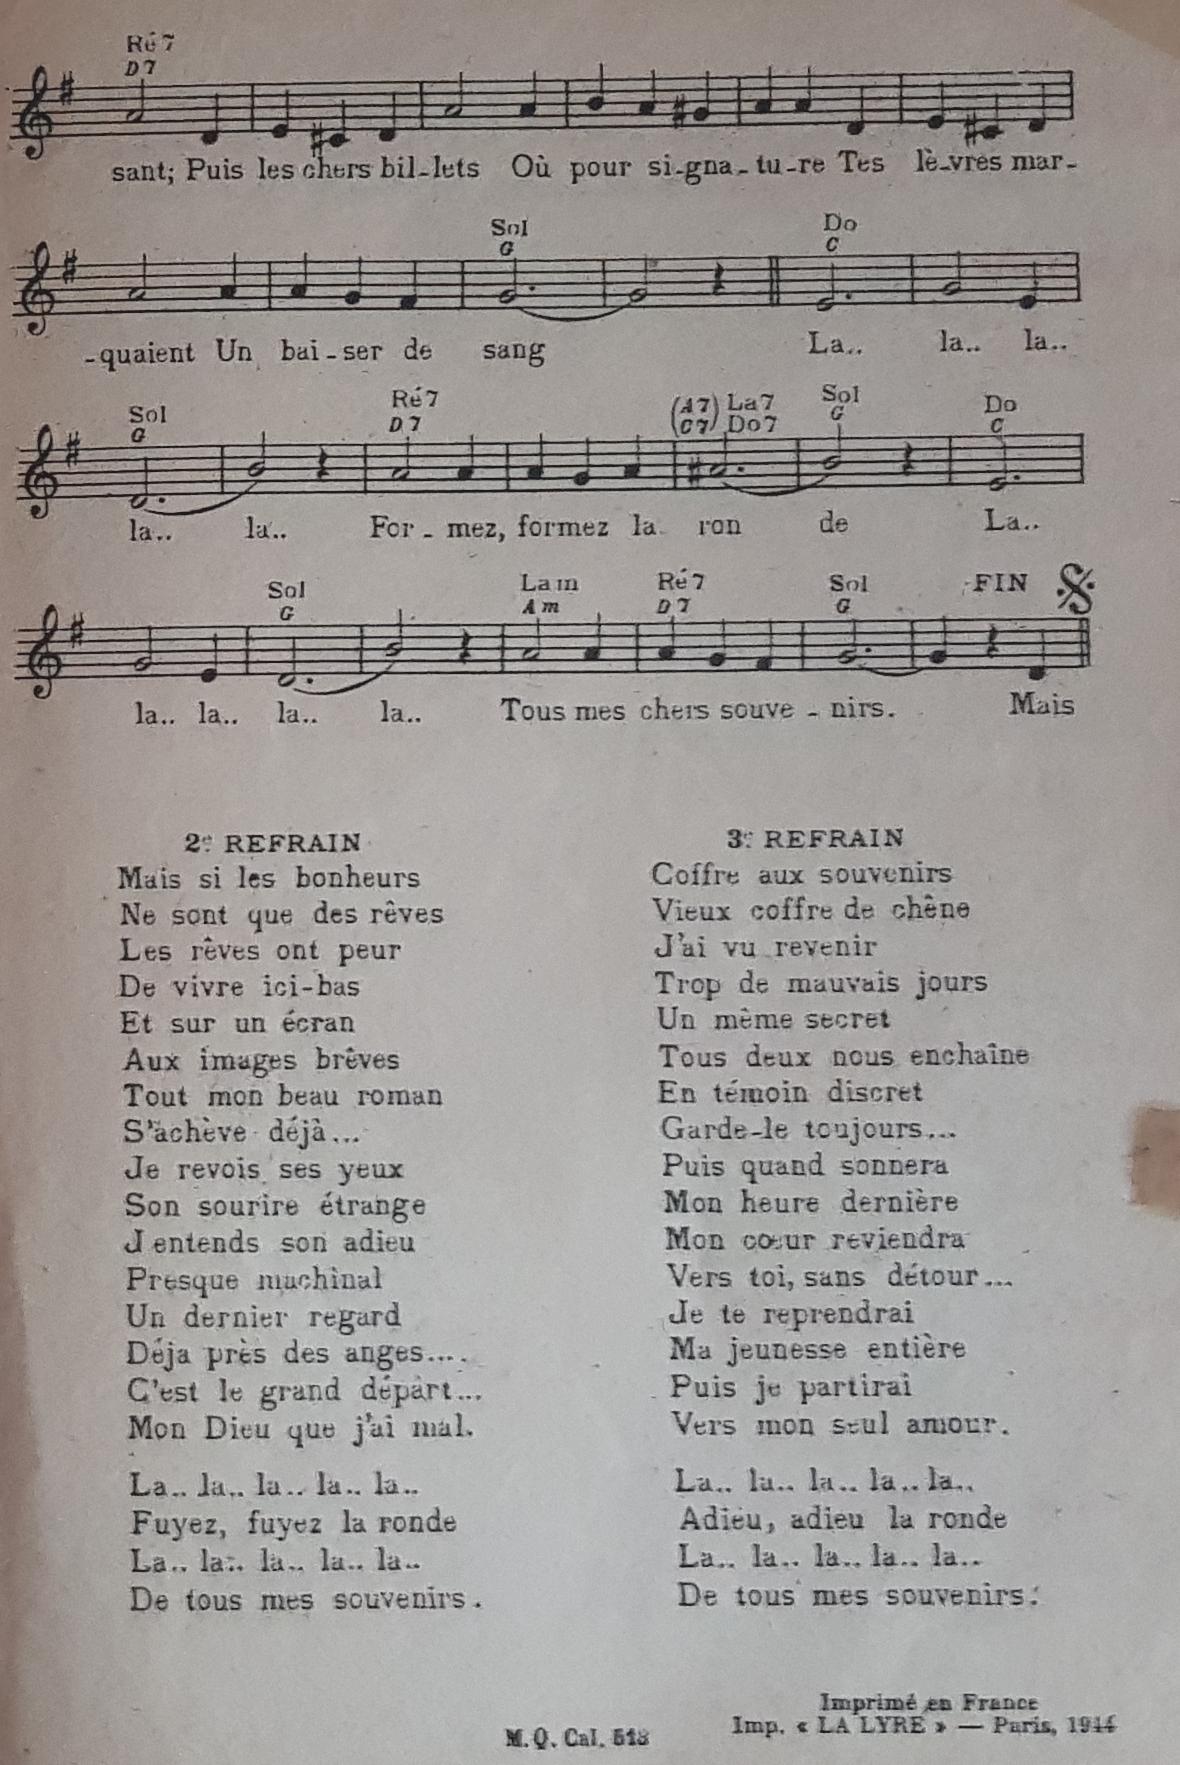 Ré7
D7
sant; Puis les chers bil-lets Où pour si-gna-tu-re Tes lè-vres mar-
Sol Do
G C
-quaient Un bai-ser de sang La.. la.. la..
Sol Ré7 (A7) La7 Sol Do
G D7 (C7) Do7 G C
la.. la.. For-mez, formez la ron de La..
Sol Lam Ré7 Sol FIN
G Am D7 G
la.. la.. la.. la.. Tous mes chers souve-nirs. Mais
2e REFRAIN
Mais si les bonheurs
Ne sont que des rêves
Les rêves ont peur
De vivre ici-bas
Et sur un écran
Aux images brêves
Tout mon beau roman
S'achève déjà...
Je revois ses yeux
Son sourire étrange
J entends son adieu
Presque machinal
Un dernier regard
Déja près des anges....
C'est le grand départ...
Mon Dieu que j'ai mal.
La.. la.. la.. la.. la..
Fuyez, fuyez la ronde
La.. la.. la.. la.. la..
De tous mes souvenirs.
3e REFRAIN
Coffre aux souvenirs
Vieux coffre de chêne
J'ai vu revenir
Trop de mauvais jours
Un même secret
Tous deux nous enchaîne
En témoin discret
Garde-le toujours...
Puis quand sonnera
Mon heure dernière
Mon cœur reviendra
Vers toi, sans détour...
Je te reprendrai
Ma jeunesse entière
Puis je partirai
Vers mon seul amour.
La.. la.. la.. la.. la..
Adieu, adieu la ronde
La.. la.. la.. la.. la..
De tous mes souvenirs.
Imprimé en France
M.Q. Cal. 513 Imp. « LA LYRE » — Paris, 1944